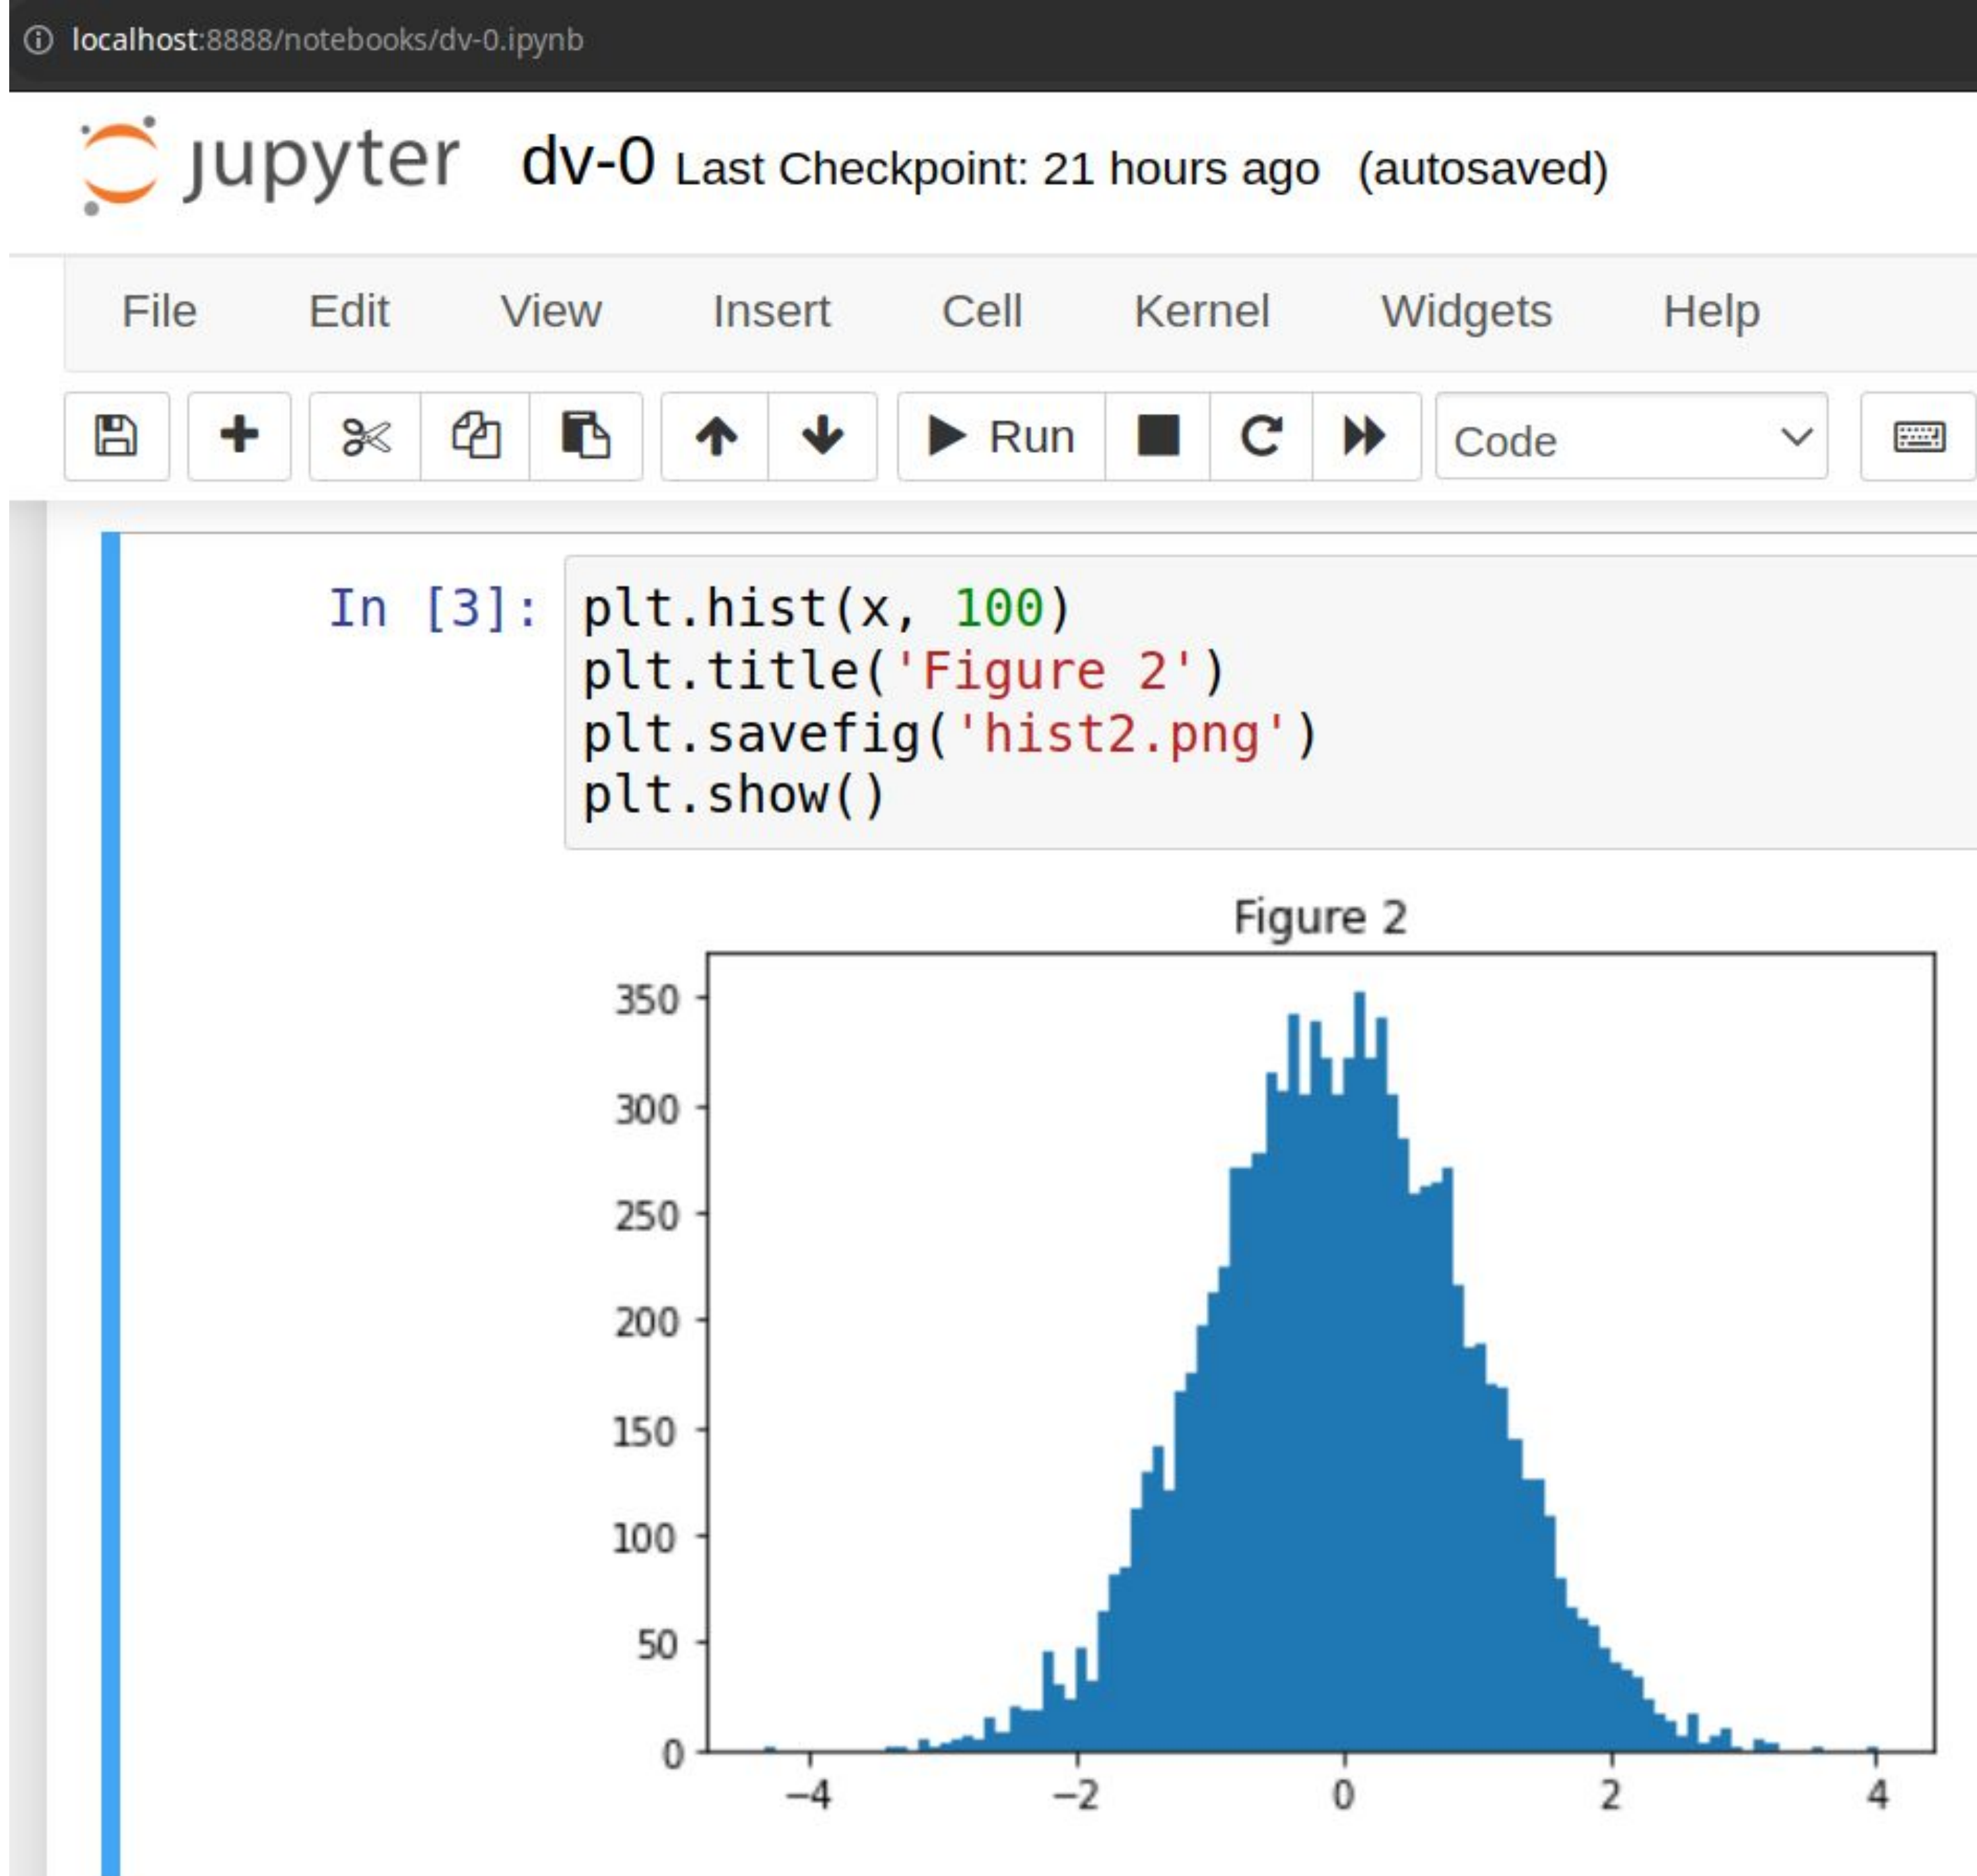 localhost:8888/notebooks/dv-0.ipynb
jupyter dv-0 Last Checkpoint: 21 hours ago (autosaved)
File Edit View Insert Cell Kernel Widgets Help
Run Code
In [3]: plt.hist(x, 100)
plt.title('Figure 2')
plt.savefig('hist2.png')
plt.show()
Figure 2
350
300
250
200
150
100
50
0
−4 −2 0 2 4